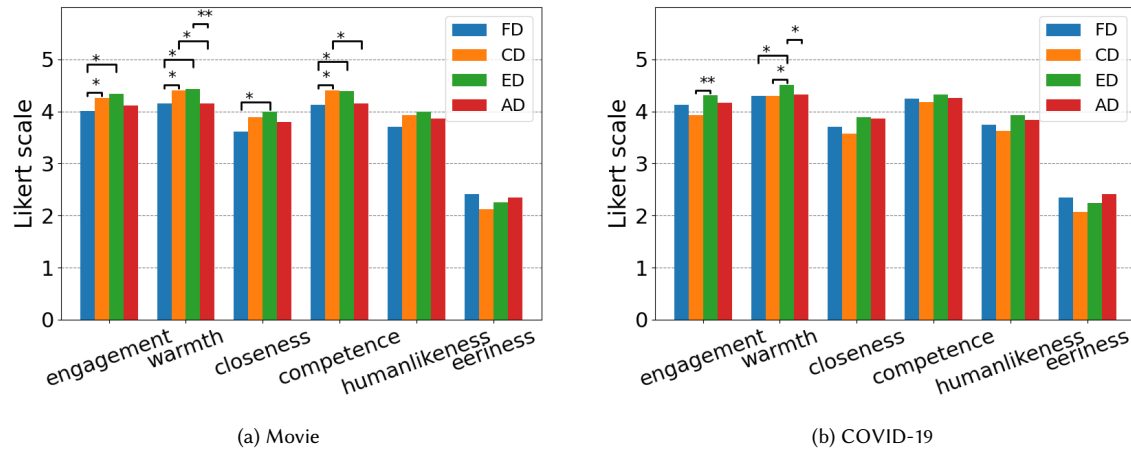 FD
CD
ED
AD
* * * * * * ** * * * *
Likert scale
5
4
3
2
1
0
engagement
warmth
closeness
competence
humanlikeness
eeriness
(a) Movie
FD
CD
ED
AD
** * * *
Likert scale
5
4
3
2
1
0
engagement
warmth
closeness
competence
humanlikeness
eeriness
(b) COVID-19